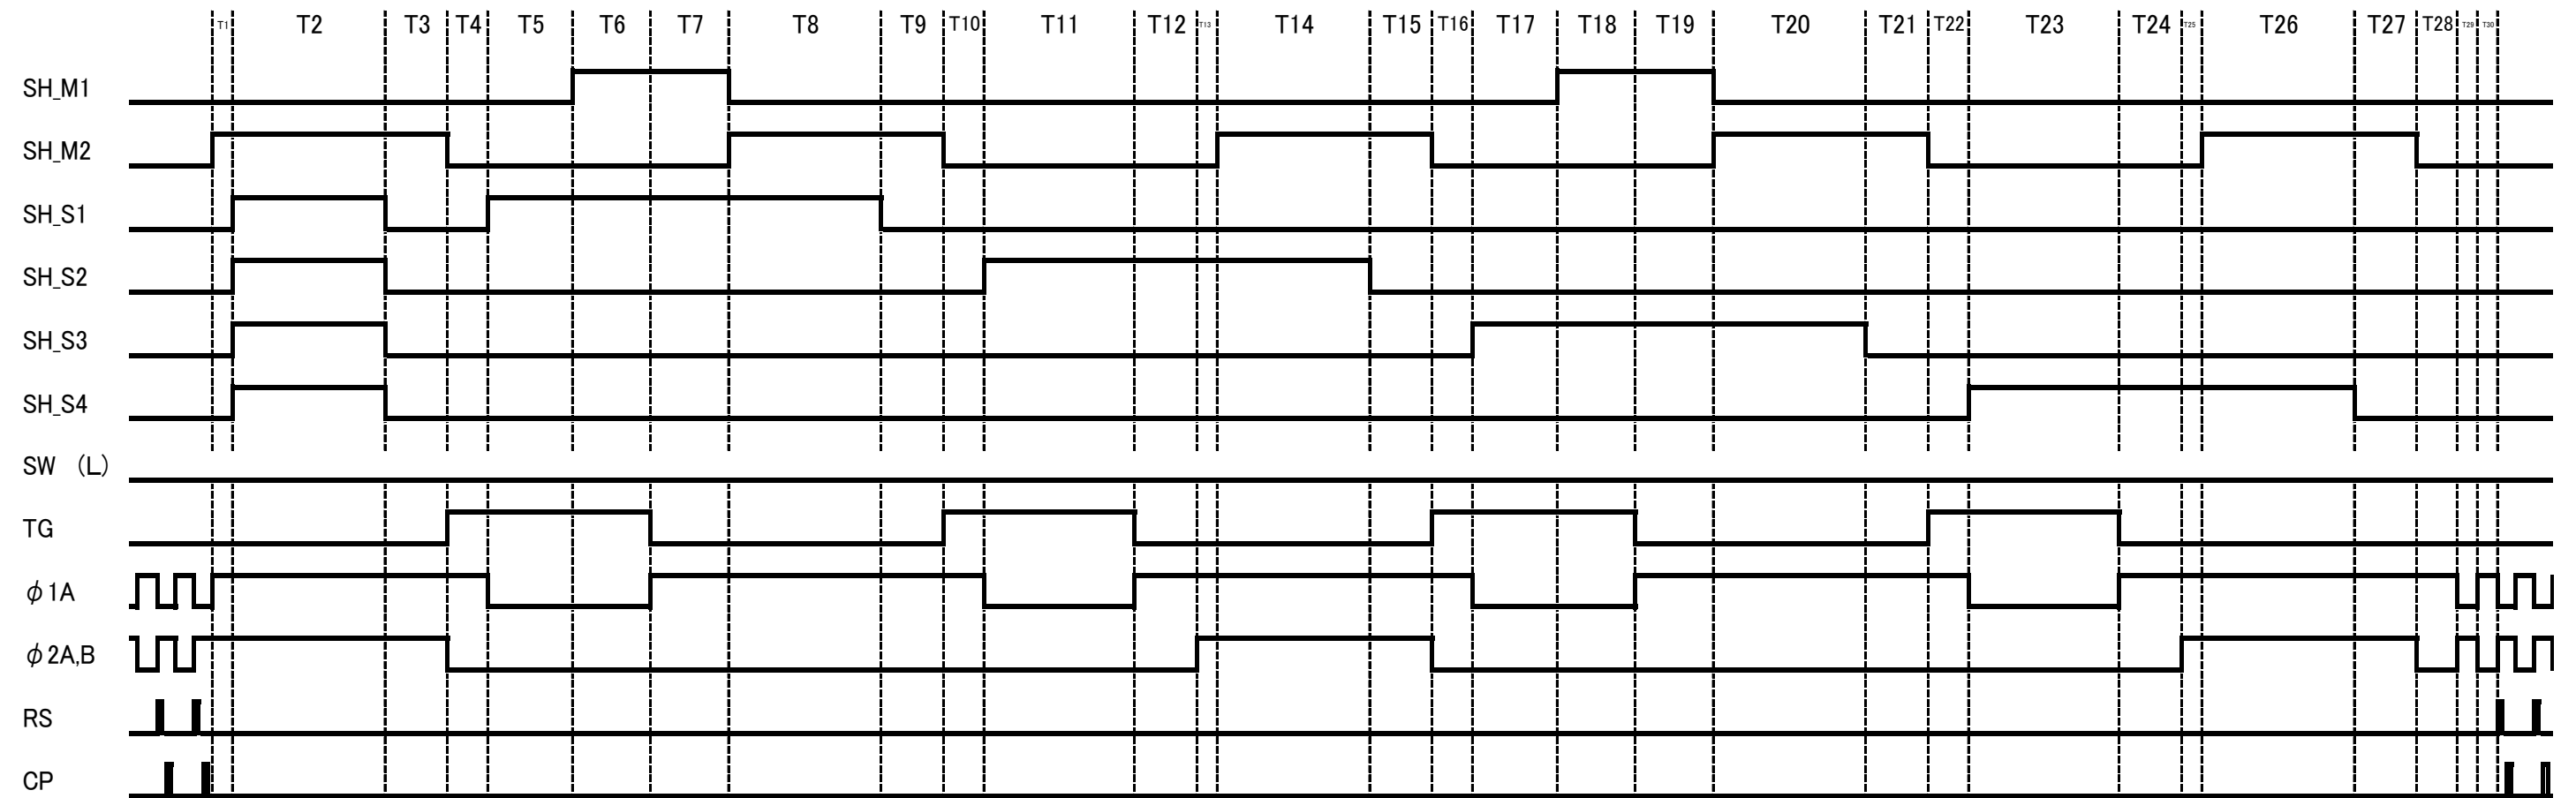 T1 T2 T3 T4 T5 T6 T7 T8 T9 T10 T11 T12 T13 T14 T15 T16 T17 T18 T19 T20 T21 T22 T23 T24 T25 T26 T27 T28 T29 T30
SH_M1
SH_M2
SH_S1
SH_S2
SH_S3
SH_S4
SW (L)
TG
φ1A
φ2A,B
RS
CP